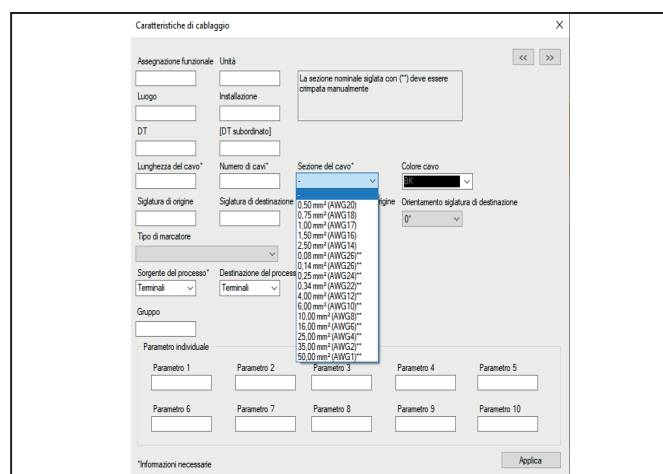 Caratteristiche di cablaggio
X
<< >>
Assegnazione funzionale Unità
La sezione nominale siglata con (**) deve essere
crimpata manualmente
Luogo Installazione
DT [DT subordinato]
Lunghezza del cavo* Numero di cavi* Sezione del cavo* Colore cavo
- BK
-
Siglatura di origine Siglatura di destinazione rigine Orientamento siglatura di destinazione
0,50 mm² (AWG20)
0,75 mm² (AWG18)
0°
1,00 mm² (AWG17)
1,50 mm² (AWG16)
Tipo di marcatore
2,50 mm² (AWG14)
0,08 mm² (AWG26)**
0,14 mm² (AWG26)**
0,25 mm² (AWG24)**
Sorgente del processo* Destinazione del process
0,34 mm² (AWG22)**
Terminali Terminali
4,00 mm² (AWG12)**
6,00 mm² (AWG10)**
10,00 mm² (AWG8)**
Gruppo
16,00 mm² (AWG6)**
25,00 mm² (AWG4)**
35,00 mm² (AWG2)**
50,00 mm² (AWG1)**
Parametro individuale
Parametro 1 Parametro 2 Parametro 3 Parametro 4 Parametro 5
Parametro 6 Parametro 7 Parametro 8 Parametro 9 Parametro 10
*Informazioni necessarie
Applica